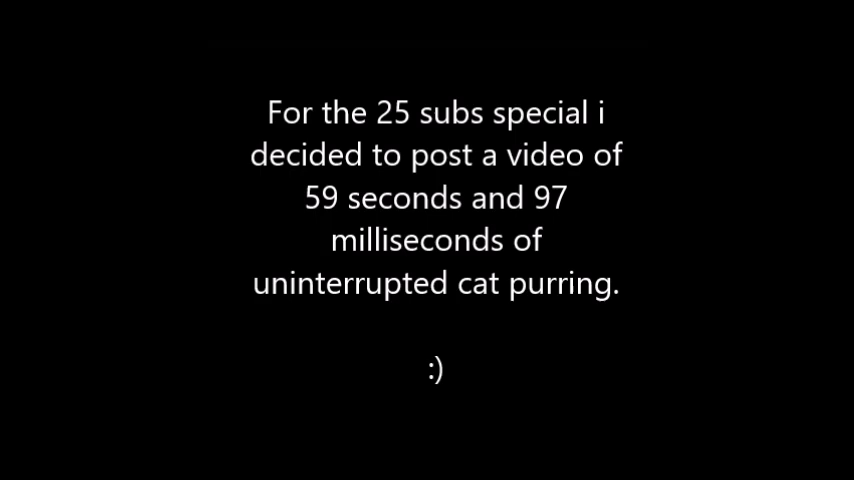 For the 25 subs special i
decided to post a video of
59 seconds and 97
milliseconds of
uninterrupted cat purring.
:)